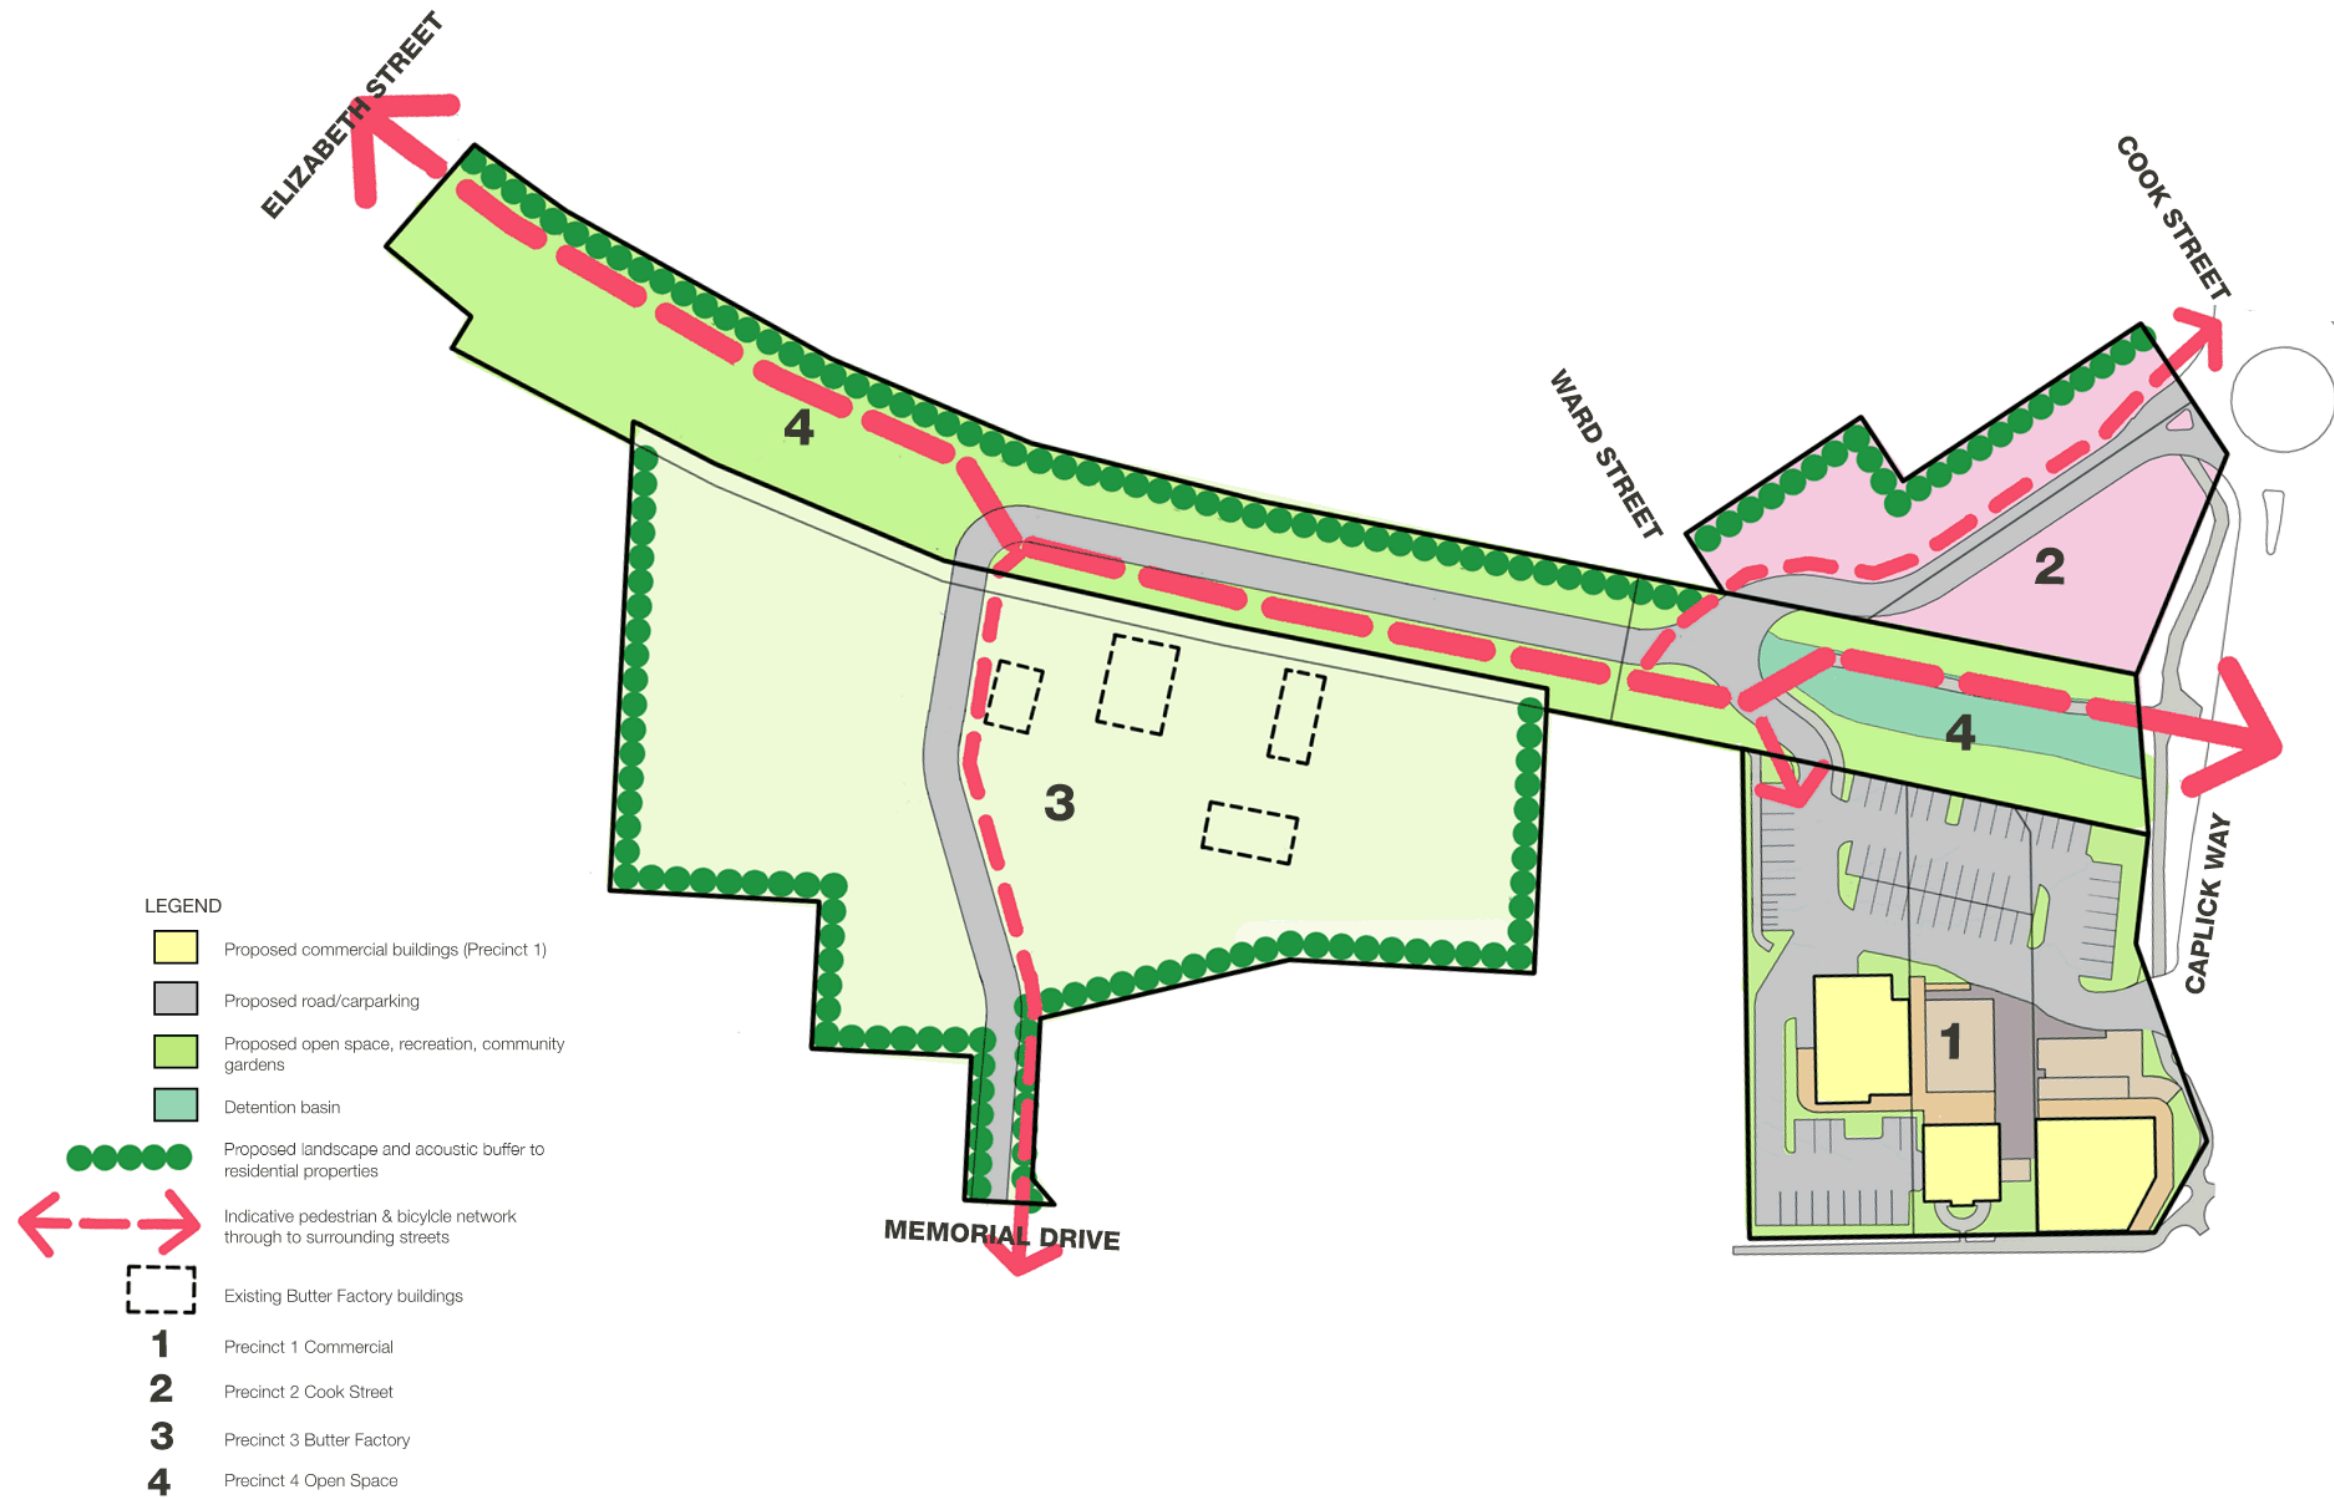 ELIZABETH STREET
COOK STREET
WARD STREET
4
2
4
3
CAPLICK WAY
1
MEMORIAL DRIVE
LEGEND
Proposed commercial buildings (Precinct 1)
Proposed road/carparking
Proposed open space, recreation, community
gardens
Detention basin
Proposed landscape and acoustic buffer to
residential properties
Indicative pedestrian & bicylcle network
through to surrounding streets
Existing Butter Factory buildings
1 Precinct 1 Commercial
2 Precinct 2 Cook Street
3 Precinct 3 Butter Factory
4 Precinct 4 Open Space